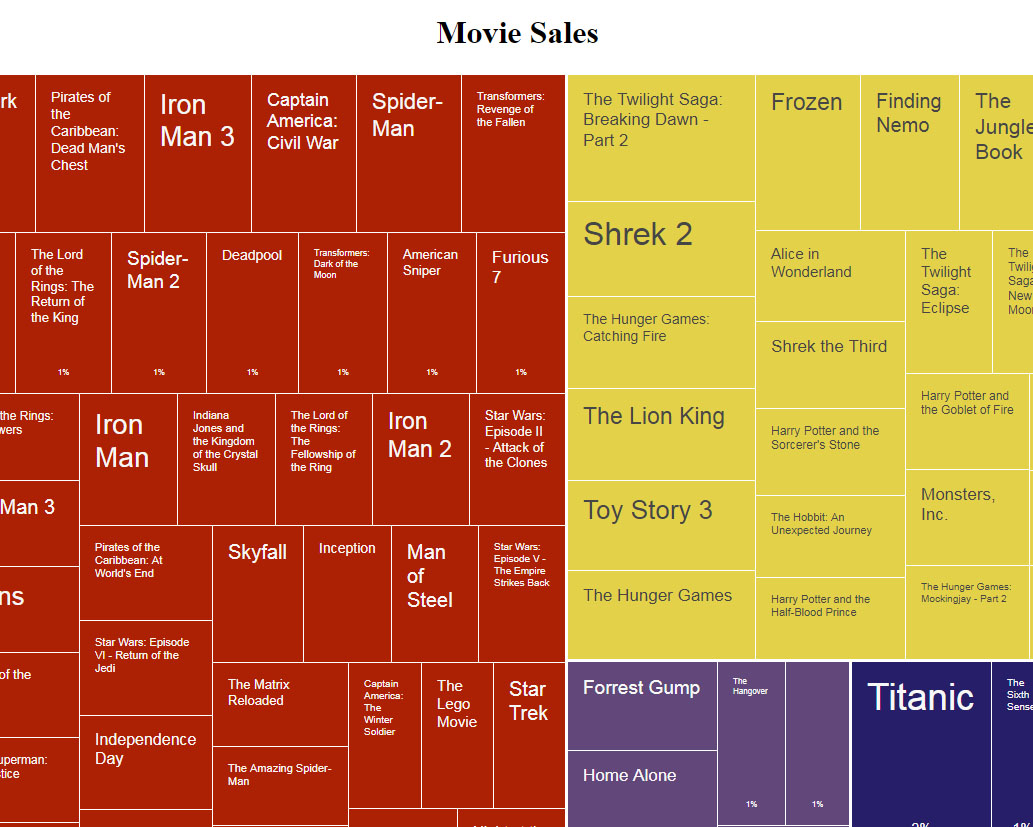 Movie Sales
rk
Pirates of
the
Caribbean:
Dead Man's
Chest
Iron
Man 3
Captain
America:
Civil War
Spider-
Man
Transformers:
Revenge of
the Fallen
The Twilight Saga:
Breaking Dawn -
Part 2
Frozen
Finding
Nemo
The
Jungle
Book
Shrek 2
The Lord
of the
Rings: The
Return of
the King
1%
Spider-
Man 2
1%
Deadpool
1%
Transformers:
Dark of the
Moon
1%
American
Sniper
1%
Furious
7
1%
Alice in
Wonderland
The
Twilight
Saga:
Eclipse
The
Twili
Saga
New
Moo
The Hunger Games:
Catching Fire
Shrek the Third
the Rings:
wers
Iron
Man
Indiana
Jones and
the Kingdom
of the Crystal
Skull
The Lord of
the Rings:
The
Fellowship of
the Ring
Iron
Man 2
Star Wars:
Episode II
- Attack of
the Clones
The Lion King
Harry Potter and the
Sorcerer's Stone
Harry Potter and
the Goblet of Fire
Man 3
Toy Story 3
The Hobbit: An
Unexpected Journey
Monsters,
Inc.
Pirates of the
Caribbean: At
World's End
Skyfall
Inception
Man
of
Steel
Star Wars:
Episode V -
The Empire
Strikes Back
ns
The Hunger Games
Harry Potter and the
Half-Blood Prince
The Hunger Games:
Mockingjay - Part 2
Star Wars: Episode
VI - Return of the
Jedi
of the
The Matrix
Reloaded
Captain
America:
The
Winter
Soldier
The
Lego
Movie
Star
Trek
Forrest Gump
The
Hangover
1%
1%
Titanic
The
Sixth
Sense
Independence
Day
uperman:
stice
The Amazing Spider-
Man
Home Alone